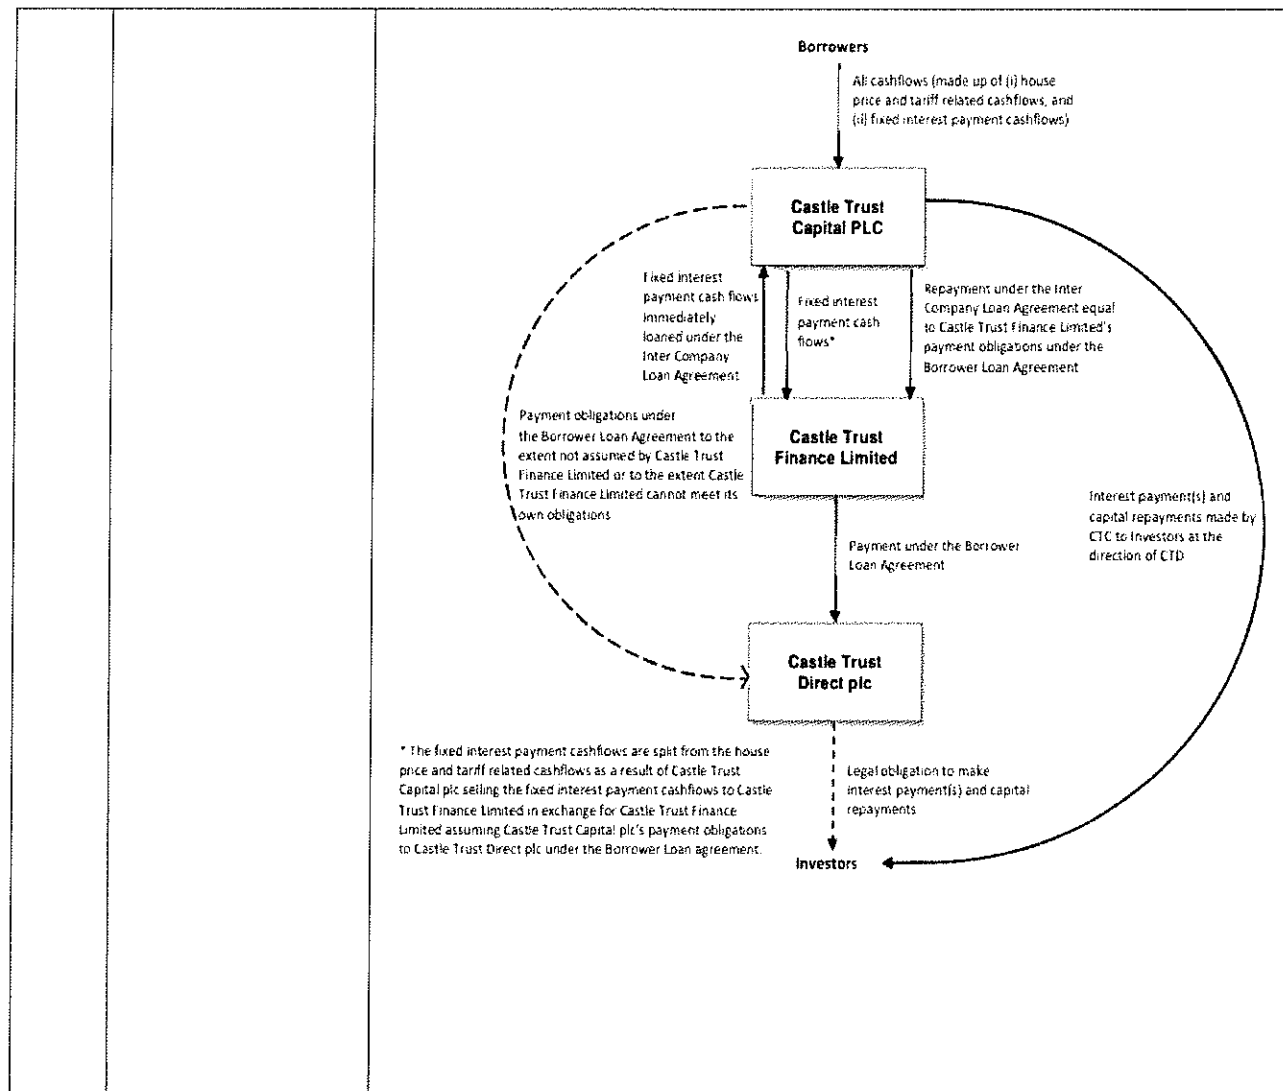 Borrowers
All cashflows (made up of (i) house
price and tariff related cashflows, and
(ii) fixed interest payment cashflows)
Castle Trust
Capital PLC
Fixed interest
payment cash flows
immediately
loaned under the
Inter Company
Loan Agreement
Fixed interest
payment cash
flows*
Repayment under the Inter
Company Loan Agreement equal
to Castle Trust Finance Limited's
payment obligations under the
Borrower Loan Agreement
Payment obligations under
the Borrower Loan Agreement to the
extent not assumed by Castle Trust
Finance Limited or to the extent Castle
Trust Finance Limited cannot meet its
own obligations
Castle Trust
Finance Limited
Interest payment(s) and
capital repayments made by
CTC to Investors at the
direction of CTD
Payment under the Borrower
Loan Agreement
Castle Trust
Direct plc
* The fixed interest payment cashflows are split from the house
price and tariff related cashflows as a result of Castle Trust
Capital plc selling the fixed interest payment cashflows to Castle
Trust Finance Limited in exchange for Castle Trust Finance
Limited assuming Castle Trust Capital plc's payment obligations
to Castle Trust Direct plc under the Borrower Loan agreement.
Legal obligation to make
interest payment(s) and capital
repayments
Investors